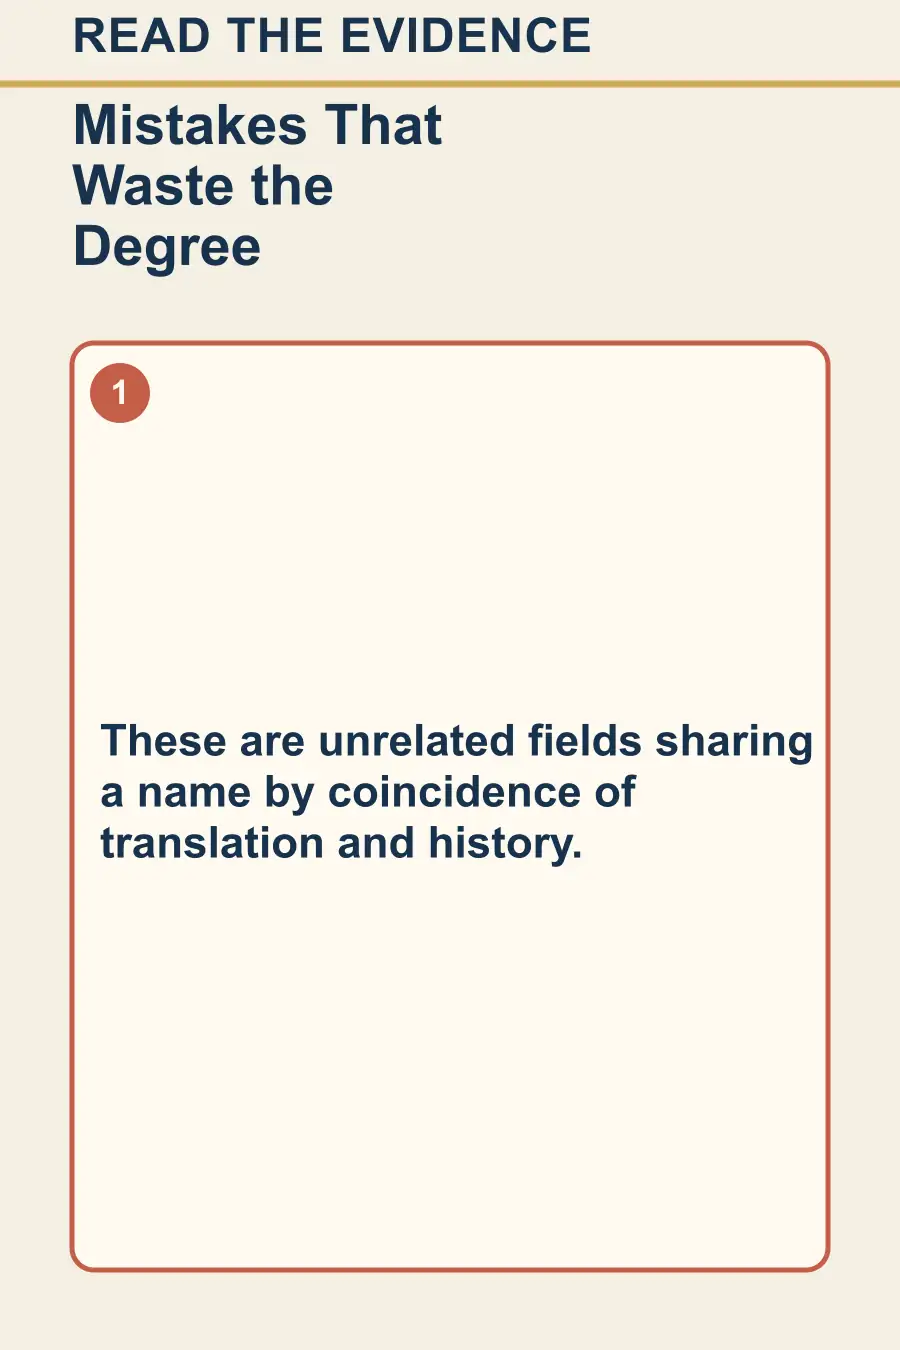 READ THE EVIDENCE
Mistakes That
Waste the
Degree
1
These are unrelated fields sharing
a name by coincidence of
translation and history.